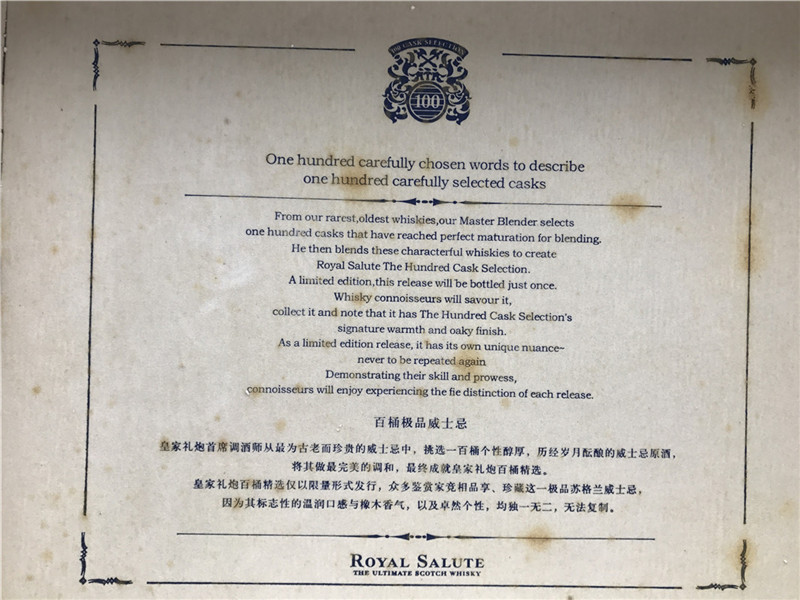 100 CASK SELECTION
100
One hundred carefully chosen words to describe
one hundred carefully selected casks
From our rarest,oldest whiskies,our Master Blender selects
one hundred casks that have reached perfect maturation for blending.
He then blends these characterful whiskies to create
Royal Salute The Hundred Cask Selection.
A limited edition,this release will be bottled just once.
Whisky connoisseurs will savour it,
collect it and note that it has The Hundred Cask Selection's
signature warmth and oaky finish.
As a limited edition release, it has its own unique nuance–
never to be repeated again
Demonstrating their skill and prowess,
connoisseurs will enjoy experiencing the fie distinction of each release.
百桶极品威士忌
皇家礼炮首席调酒师从最为古老而珍贵的威士忌中，挑选一百桶个性醇厚，历经岁月酝酿的威士忌原酒，
将其做最完美的调和，最终成就皇家礼炮百桶精选。
皇家礼炮百桶精选仅以限量形式发行，众多鉴赏家竞相品享、珍藏这一极品苏格兰威士忌，
因为其标志性的温润口感与橡木香气，以及卓然个性，均独一无二，无法复制。
ROYAL SALUTE
THE ULTIMATE SCOTCH WHISKY